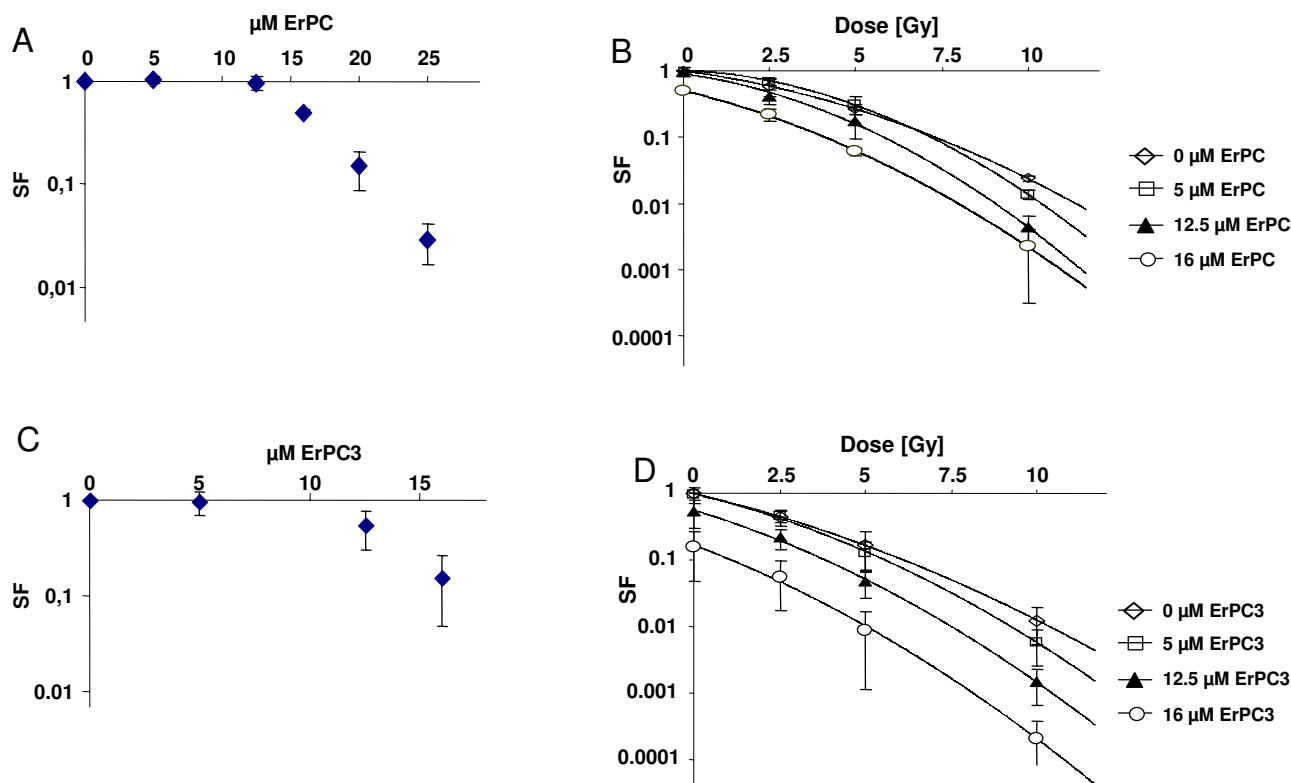 A
µM ErPC
0 5 10 15 20 25
1
0,1
0,01
SF
B
Dose [Gy]
0 2.5 5 7.5 10
1
0.1
0.01
0.001
0.0001
SF
0 µM ErPC
5 µM ErPC
12.5 µM ErPC
16 µM ErPC
C
µM ErPC3
0 5 10 15
1
0,1
0.01
SF
D
Dose [Gy]
0 2.5 5 7.5 10
1
0.1
0.01
0.001
0.0001
SF
0 µM ErPC3
5 µM ErPC3
12.5 µM ErPC3
16 µM ErPC3